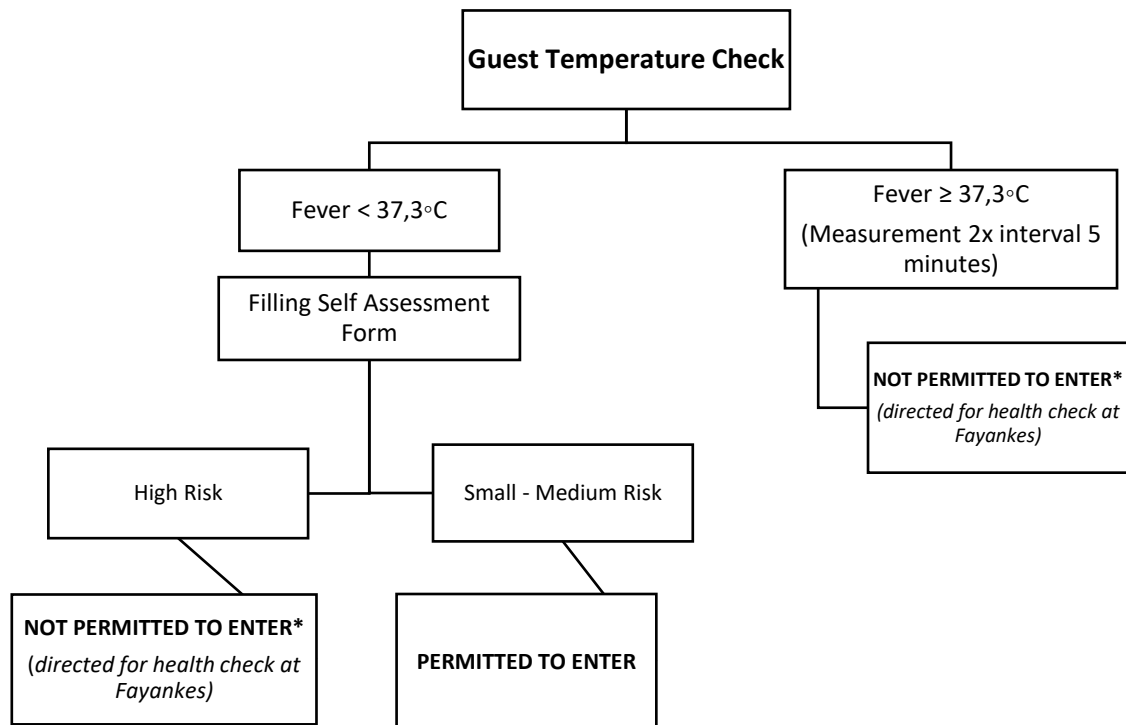 Guest Temperature Check
Fever < 37,3◦C
Fever ≥ 37,3◦C
(Measurement 2x interval 5
minutes)
Filling Self Assessment
Form
NOT PERMITTED TO ENTER*
(directed for health check at
Fayankes)
High Risk
Small - Medium Risk
NOT PERMITTED TO ENTER*
(directed for health check at
Fayankes)
PERMITTED TO ENTER